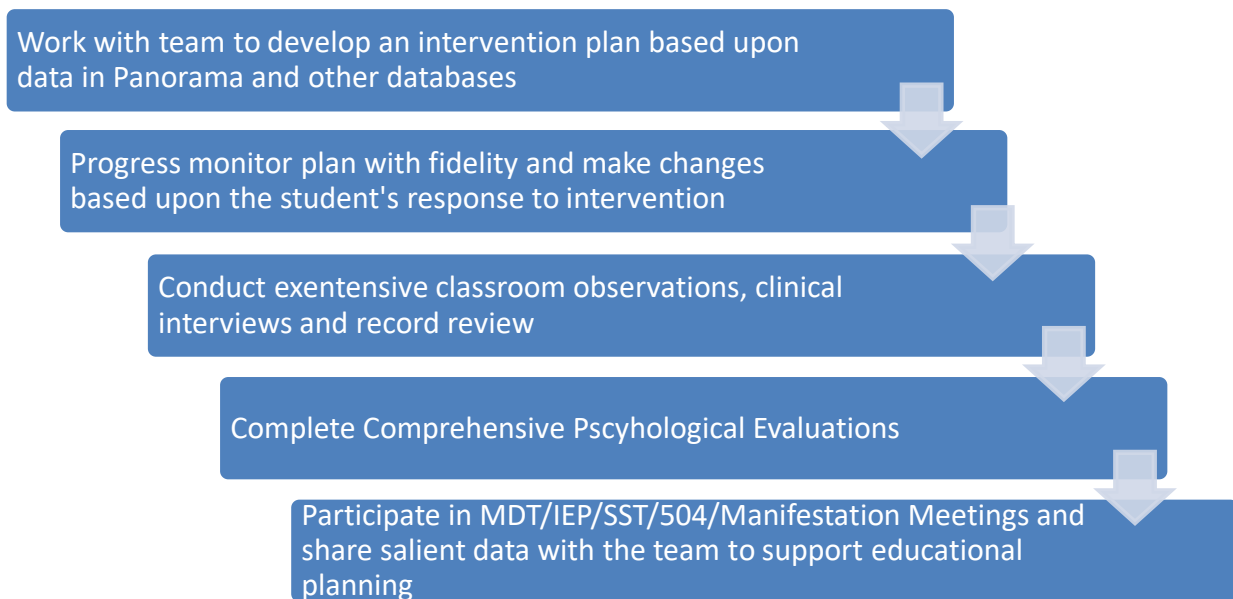 Work with team to develop an intervention plan based upon
data in Panorama and other databases
Progress monitor plan with fidelity and make changes
based upon the student's response to intervention
Conduct exentensive classroom observations, clinical
interviews and record review
Complete Comprehensive Pscyhological Evaluations
Participate in MDT/IEP/SST/504/Manifestation Meetings and
share salient data with the team to support educational
planning